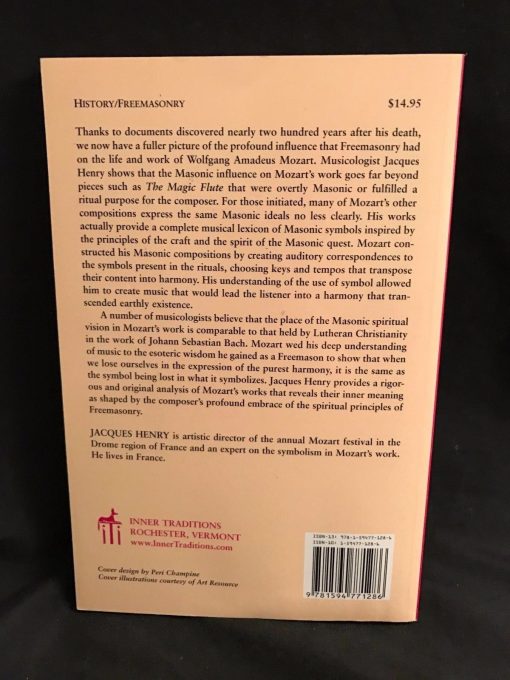 HISTORY/FREEMASONRY $14.95
Thanks to documents discovered nearly two hundred years after his death,
we now have a fuller picture of the profound influence that Freemasonry had
on the life and work of Wolfgang Amadeus Mozart. Musicologist Jacques
Henry shows that the Masonic influence on Mozart's work goes far beyond
pieces such as The Magic Flute that were overtly Masonic or fulfilled a
ritual purpose for the composer. For those initiated, many of Mozart's other
compositions express the same Masonic ideals no less clearly. His works
actually provide a complete musical lexicon of Masonic symbols inspired by
the principles of the craft and the spirit of the Masonic quest. Mozart con-
structed his Masonic compositions by creating auditory correspondences to
the symbols present in the rituals, choosing keys and tempos that transpose
their content into harmony. His understanding of the use of symbol allowed
him to create music that would lead the listener into a harmony that tran-
scended earthly existence.
A number of musicologists believe that the place of the Masonic spiritual
vision in Mozart's work is comparable to that held by Lutheran Christianity
in the work of Johann Sebastian Bach. Mozart wed his deep understanding
of music to the esoteric wisdom he gained as a Freemason to show that when
we lose ourselves in the expression of the purest harmony, it is the same as
the symbol being lost in what it symbolizes. Jacques Henry provides a rigor-
ous and original analysis of Mozart's works that reveals their inner meaning
as shaped by the composer's profound embrace of the spiritual principles of
Freemasonry.
JACQUES HENRY is artistic director of the annual Mozart festival in the
Drome region of France and an expert on the symbolism in Mozart's work.
He lives in France.
INNER TRADITIONS
ROCHESTER, VERMONT
www.InnerTraditions.com
Cover design by Peri Champine
Cover illustrations courtesy of Art Resource
ISBN-13: 978-1-59477-128-6
ISBN-10: 1-59477-128-6
9 781594 771286